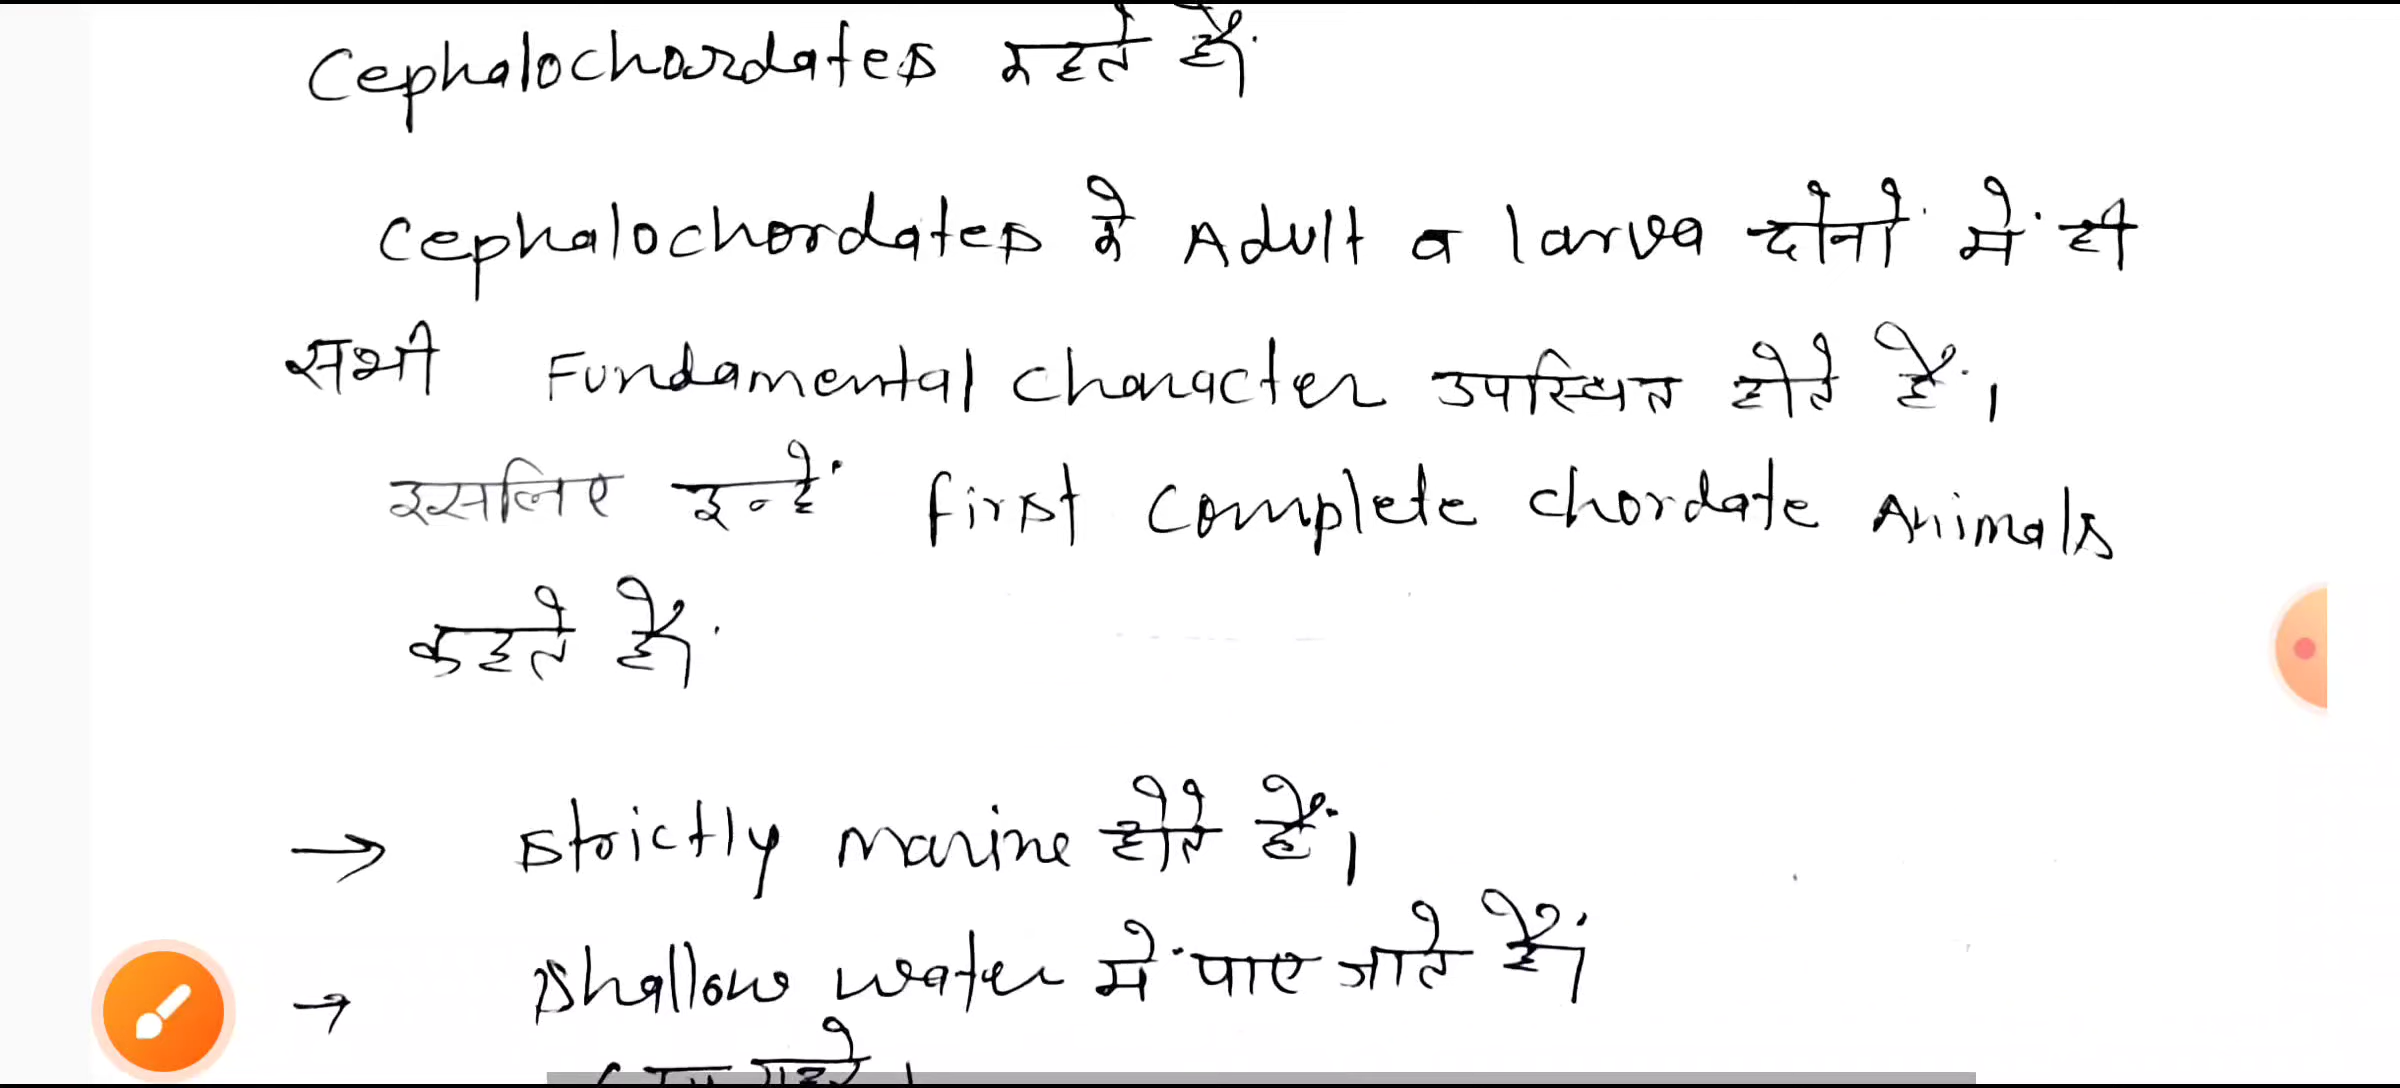 Cephalochordates कहते हैं।
Cephalochordates के Adult व larva दोनों में ही
सभी Fundamental character उपस्थित होते हैं।
इसलिए इन्हें first complete chordate Animals
कहते हैं।
→ strictly marine होते हैं।
→ shallow water में पाए जाते हैं।